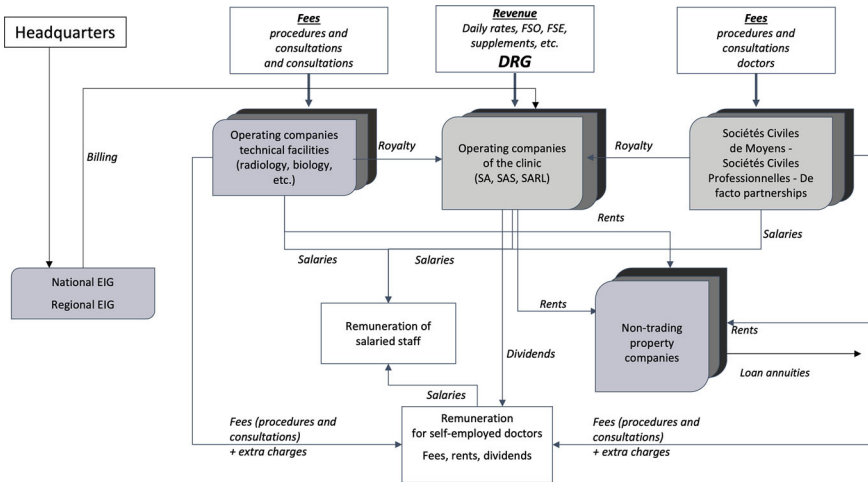 Headquarters
Fees
procedures and
consultations
and consultations
Revenue
Daily rates, FSO, FSE,
supplements, etc.
DRG
Fees
procedures and
consultations
doctors
Billing
Operating companies
technical facilities
(radiology, biology,
etc.)
Royalty
Operating companies
of the clinic
(SA, SAS, SARL)
Royalty
Sociétés Civiles
de Moyens -
Sociétés Civiles
Professionnelles - De
facto partnerships
Rents
Salaries
Salaries
Salaries
National EIG
Regional EIG
Remuneration of
salaried staff
Rents
Non-trading
property
companies
Rents
Dividends
Loan annuities
Salaries
Fees (procedures and
consultations)
+ extra charges
Remuneration
for self-employed doctors
Fees, rents, dividends
Fees (procedures and
consultations)
+ extra charges